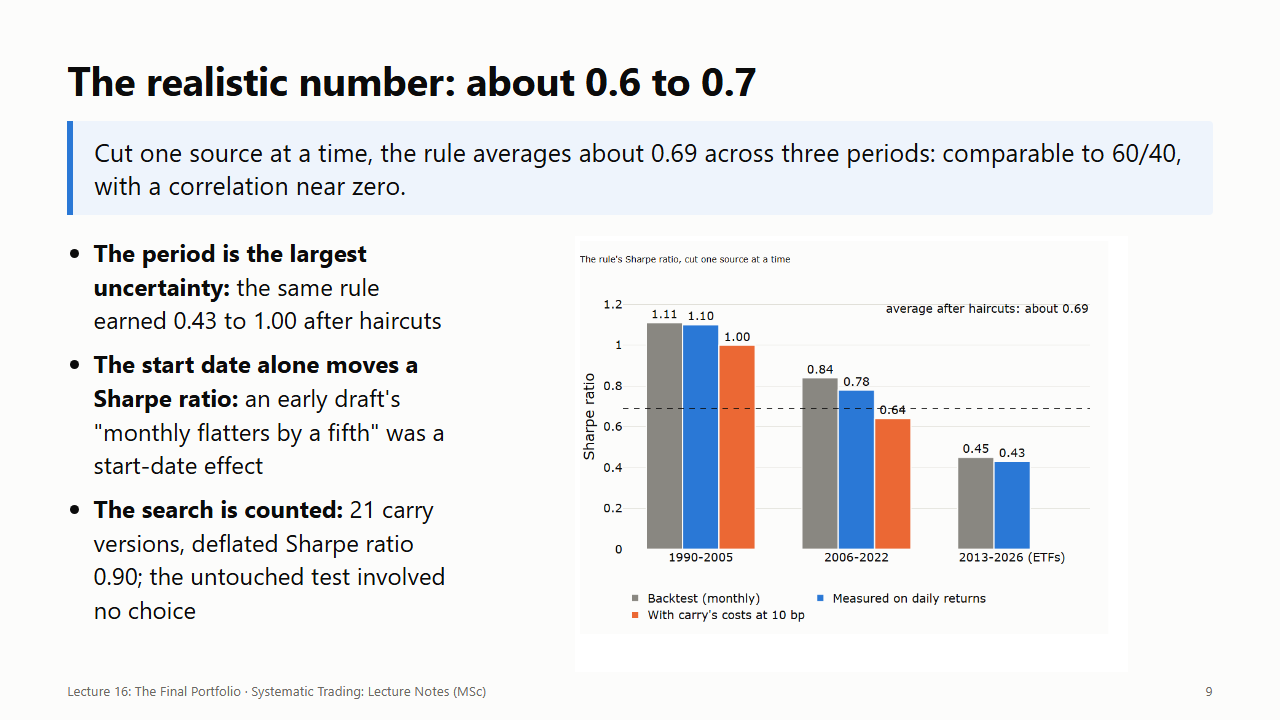 The realistic number: about 0.6 to 0.7
Cut one source at a time, the rule averages about 0.69 across three periods: comparable to 60/40,
with a correlation near zero.
• The period is the largest
uncertainty: the same rule
earned 0.43 to 1.00 after haircuts
• The start date alone moves a
Sharpe ratio: an early draft's
"monthly flatters by a fifth" was a
start-date effect
• The search is counted: 21 carry
versions, deflated Sharpe ratio
0.90; the untouched test involved
no choice
The rule's Sharpe ratio, cut one source at a time
average after haircuts: about 0.69
Sharpe ratio
1.2
1
0.8
0.6
0.4
0.2
0
1.11 1.10 1.00
0.84 0.78 0.64
0.45 0.43
1990-2005 2006-2022 2013-2026 (ETFs)
Backtest (monthly) Measured on daily returns
With carry's costs at 10 bp
Lecture 16: The Final Portfolio · Systematic Trading: Lecture Notes (MSc)
9